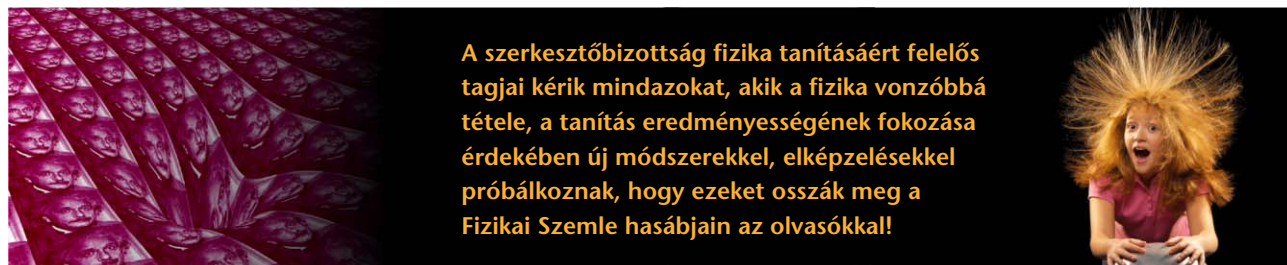 A szerkesztőbizottság fizika tanításáért felelős
tagjai kérik mindazokat, akik a fizika vonzóbbá
tétele, a tanítás eredményességének fokozása
érdekében új módszerekkel, elképzelésekkel
próbálkoznak, hogy ezeket osszák meg a
Fizikai Szemle hasábjain az olvasókkal!